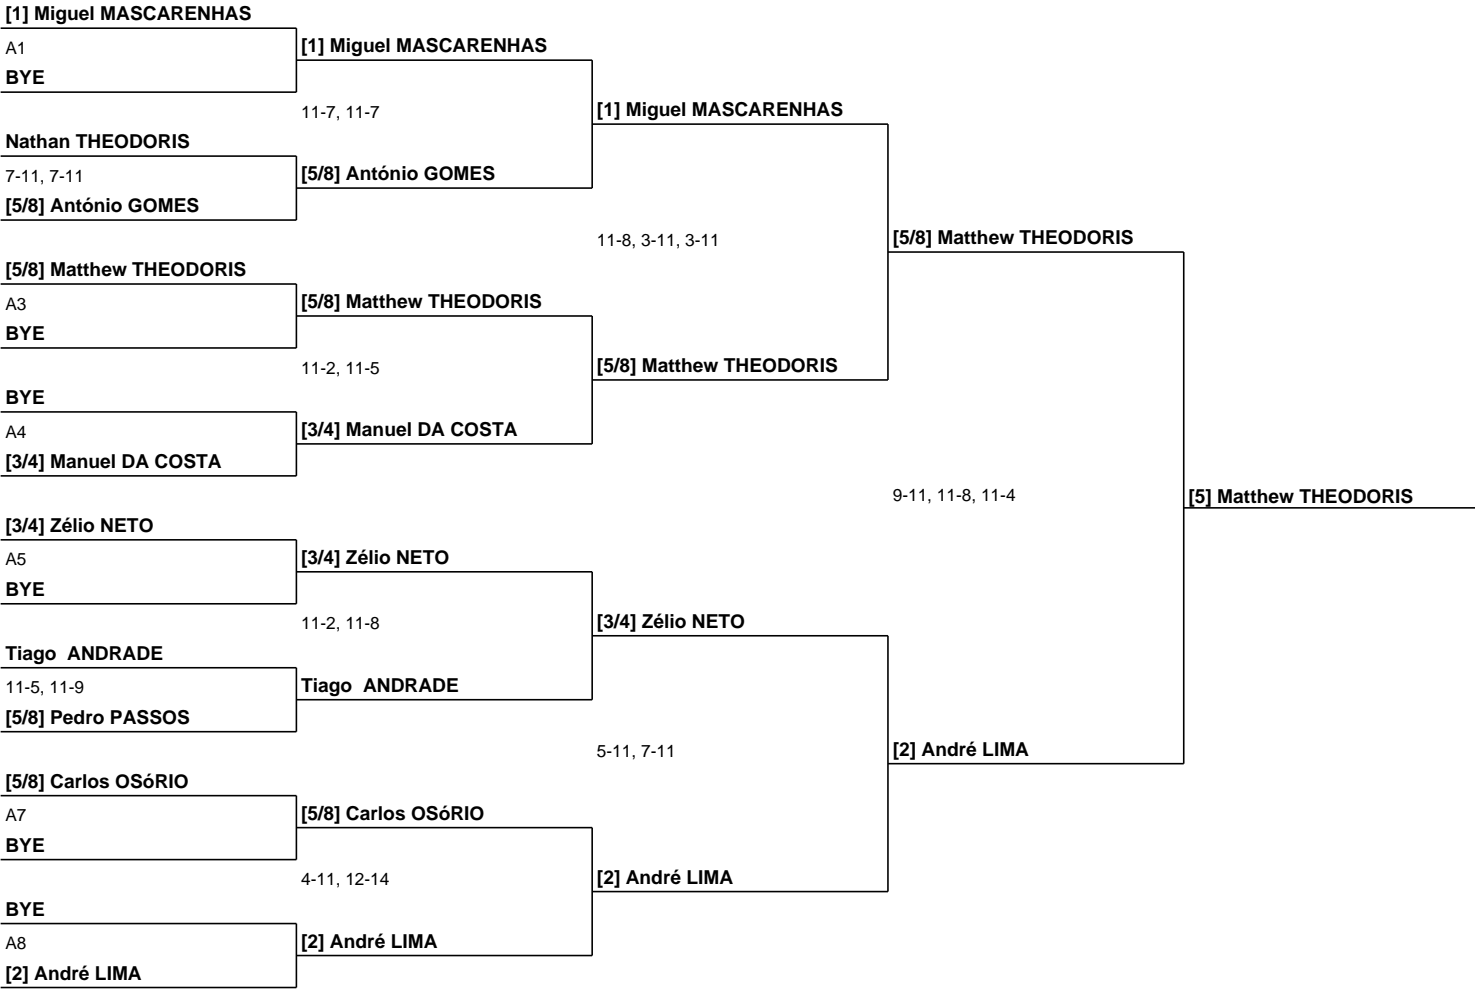 [1] Miguel MASCARENHAS
A1
[1] Miguel MASCARENHAS
BYE
11-7, 11-7
[1] Miguel MASCARENHAS
Nathan THEODORIS
7-11, 7-11
[5/8] António GOMES
[5/8] António GOMES
11-8, 3-11, 3-11
[5/8] Matthew THEODORIS
[5/8] Matthew THEODORIS
A3
[5/8] Matthew THEODORIS
BYE
11-2, 11-5
[5/8] Matthew THEODORIS
BYE
A4
[3/4] Manuel DA COSTA
[3/4] Manuel DA COSTA
9-11, 11-8, 11-4
[5] Matthew THEODORIS
[3/4] Zélio NETO
A5
[3/4] Zélio NETO
BYE
11-2, 11-8
[3/4] Zélio NETO
Tiago  ANDRADE
11-5, 11-9
Tiago  ANDRADE
[5/8] Pedro PASSOS
5-11, 7-11
[2] André LIMA
[5/8] Carlos OSóRIO
A7
[5/8] Carlos OSóRIO
BYE
4-11, 12-14
[2] André LIMA
BYE
A8
[2] André LIMA
[2] André LIMA